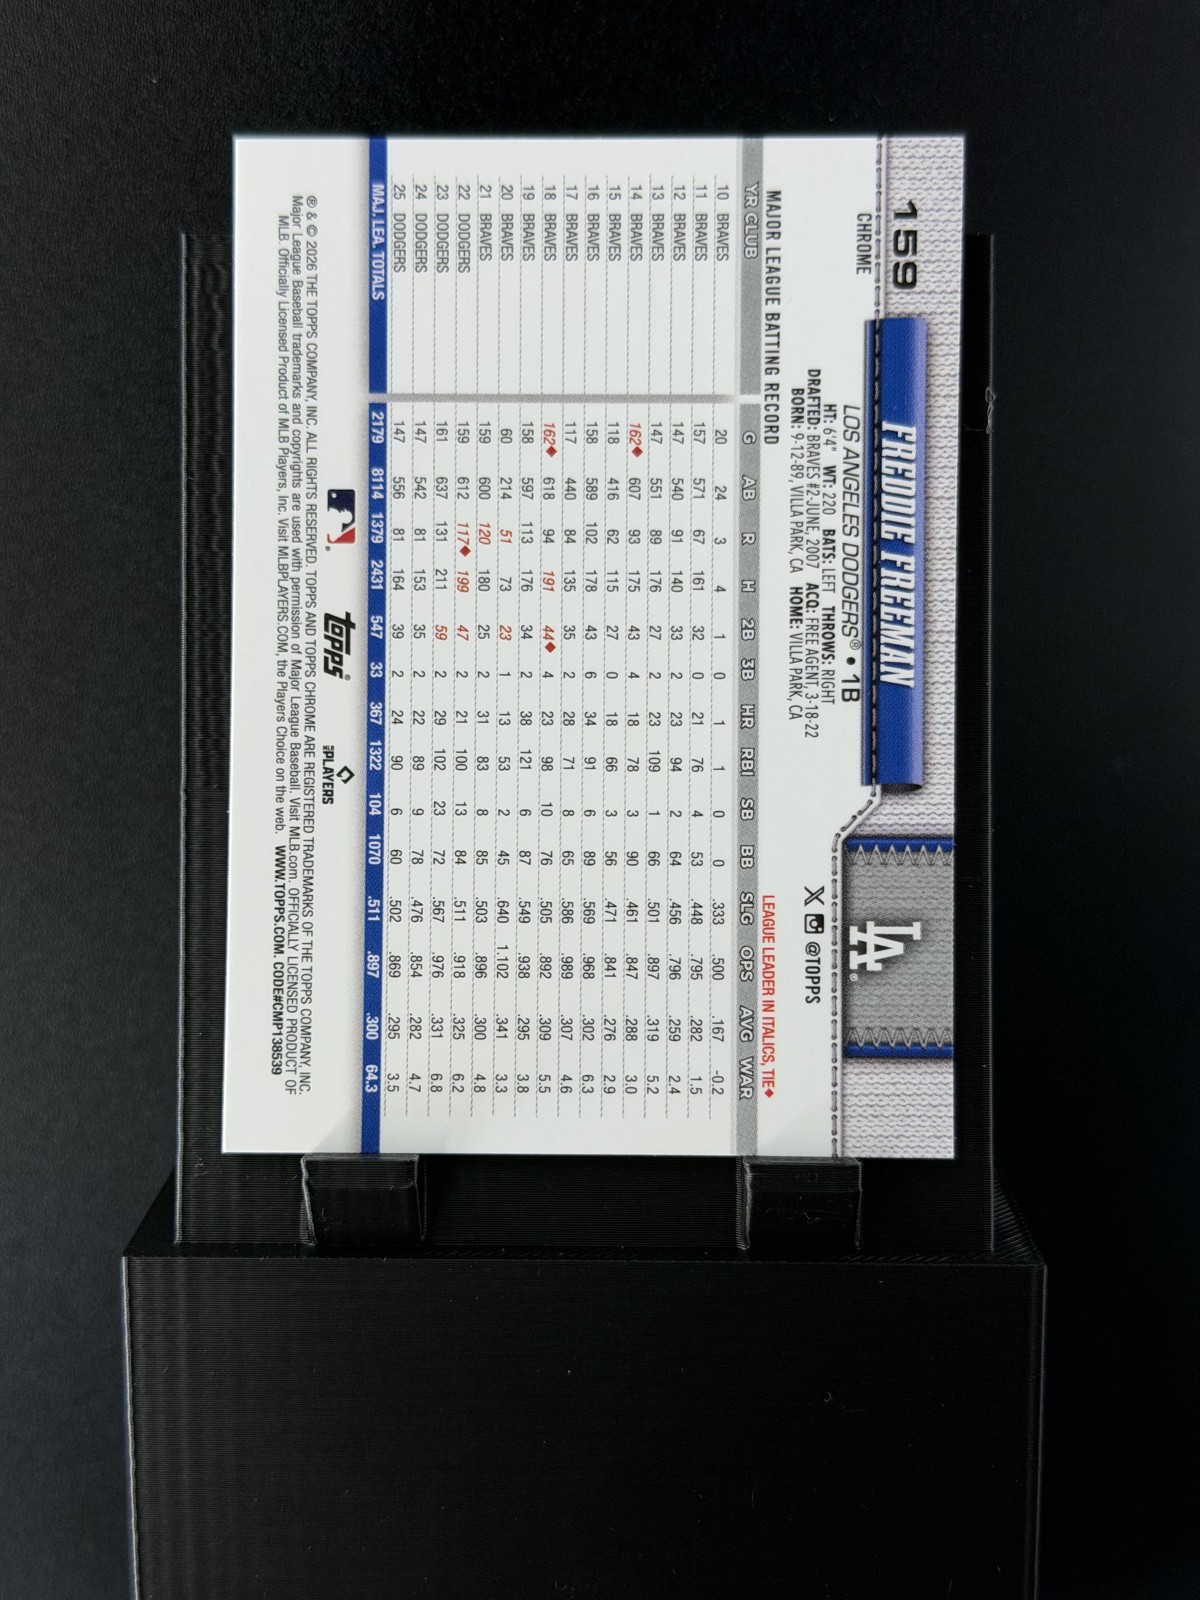 159
CHROME
FREDDIE FREEMAN
LOS ANGELES DODGERS® • 1B
HT: 6'4" WT: 220 BATS: LEFT THROWS: RIGHT
DRAFTED: BRAVES #2-JUNE, 2007 ACQ: FREE AGENT, 3-18-22
BORN: 9-12-89, VILLA PARK, CA HOME: VILLA PARK, CA
LA®
X @TOPPS
MAJOR LEAGUE BATTING RECORD
LEAGUE LEADER IN ITALICS, TIE♦
YR CLUB G AB R H 2B 3B HR RBI SB BB SLG OPS AVG WAR
10 BRAVES 20 24 3 4 1 0 1 1 0 0 .333 .500 .167 -0.2
11 BRAVES 157 571 67 161 32 0 21 76 4 53 .448 .795 .282 1.5
12 BRAVES 147 540 91 140 33 2 23 94 2 64 .456 .796 .259 2.4
13 BRAVES 147 551 89 176 27 2 23 109 1 66 .501 .897 .319 5.2
14 BRAVES 162♦ 607 93 175 43 4 18 78 3 90 .461 .847 .288 3.0
15 BRAVES 118 416 62 115 27 0 18 66 3 56 .471 .841 .276 2.9
16 BRAVES 158 589 102 178 43 6 34 91 6 89 .569 .968 .302 6.3
17 BRAVES 117 440 84 135 35 2 28 71 8 65 .586 .989 .307 4.6
18 BRAVES 162♦ 618 94 191 44♦ 4 23 98 10 76 .505 .892 .309 5.5
19 BRAVES 158 597 113 176 34 2 38 121 6 87 .549 .938 .295 3.8
20 BRAVES 60 214 51 73 23 1 13 53 2 45 .640 1.102 .341 3.3
21 BRAVES 159 600 120 180 25 2 31 83 8 85 .503 .896 .300 4.8
22 DODGERS 159 612 117♦ 199 47 2 21 100 13 84 .511 .918 .325 6.2
23 DODGERS 161 637 131 211 59 2 29 102 23 72 .567 .976 .331 6.8
24 DODGERS 147 542 81 153 35 2 22 89 9 78 .476 .854 .282 4.7
25 DODGERS 147 556 81 164 39 2 24 90 6 60 .502 .869 .295 3.5
MAJ. LEA. TOTALS 2179 8114 1379 2431 547 33 367 1322 104 1070 .511 .897 .300 64.3
topps®
PLAYERS
® & © 2026 THE TOPPS COMPANY, INC. ALL RIGHTS RESERVED. TOPPS AND TOPPS CHROME ARE REGISTERED TRADEMARKS OF THE TOPPS COMPANY, INC.
Major League Baseball trademarks and copyrights are used with permission of Major League Baseball. Visit MLB.com. OFFICIALLY LICENSED PRODUCT OF
MLB. Officially Licensed Product of MLB Players, Inc. Visit MLBPLAYERS.COM, the Players Choice on the web. WWW.TOPPS.COM. CODE#CMP138539